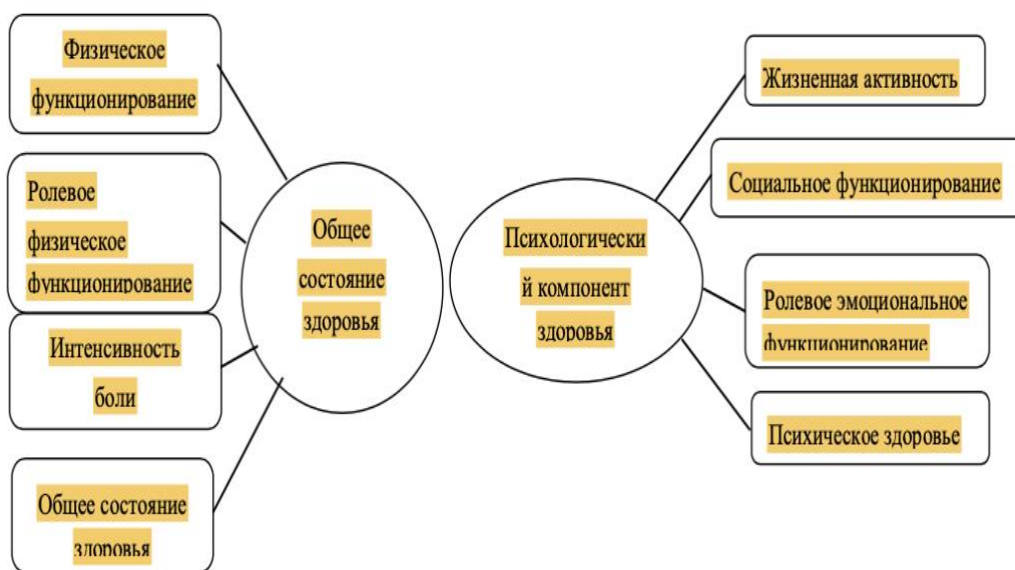 Физическое
функционирование
Ролевое
физическое
функционирование
Интенсивность
боли
Общее состояние
здоровья
Общее
состояние
здоровья
Психологически
й компонент
здоровья
Жизненная активность
Социальное функционирование
Ролевое эмоциональное
функционирование
Психическое здоровье